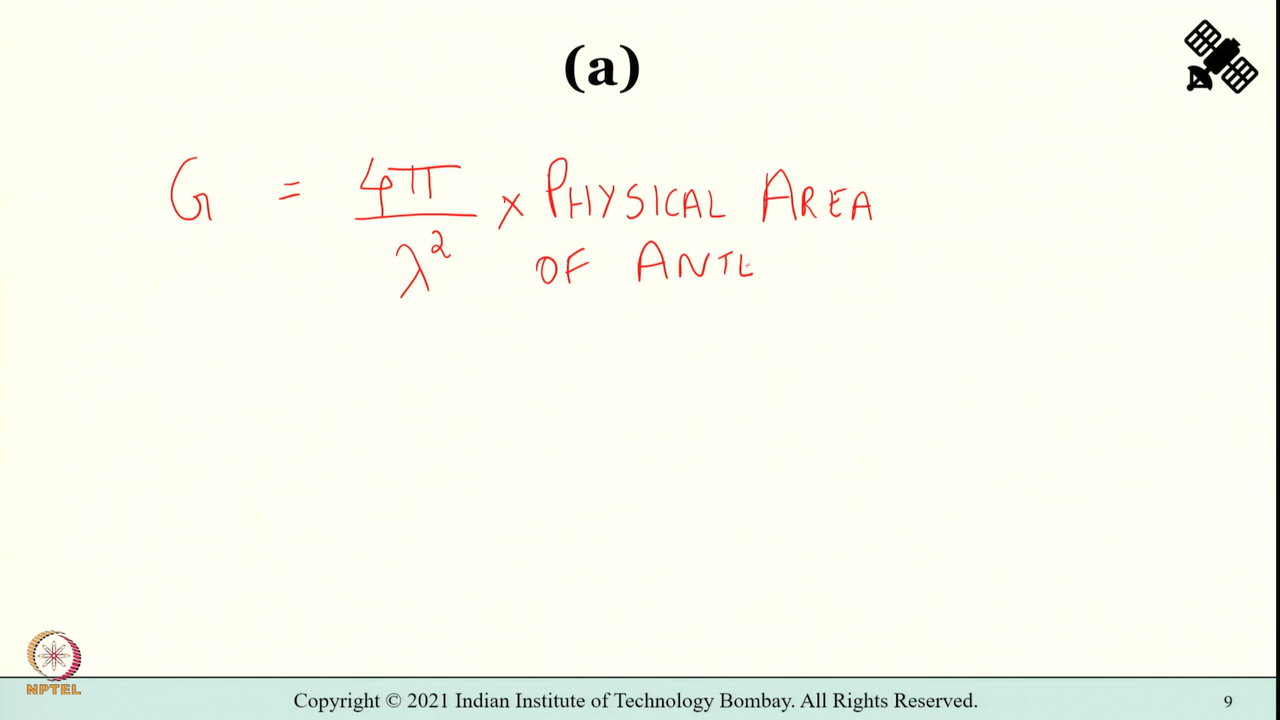 (a)
G = 4π/λ² × PHYSICAL AREA
OF ANTE
NPTEL
Copyright © 2021 Indian Institute of Technology Bombay. All Rights Reserved.
9